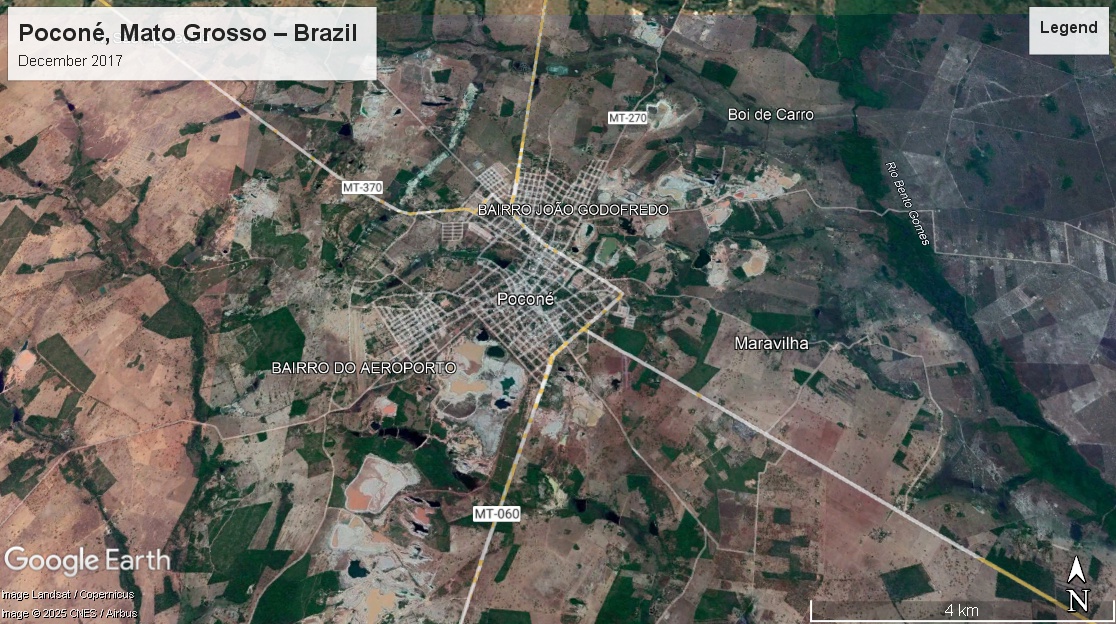 Poconé, Mato Grosso – Brazil
December 2017
Legend
MT-270
Boi de Carro
MT-370
Rio Bento Gomes
BAIRRO JOÃO GODOFREDO
Poconé
Maravilha
BAIRRO DO AEROPORTO
MT-060
Google Earth
Image Landsat / Copernicus
Image © 2025 CNES / Airbus
4 km
N